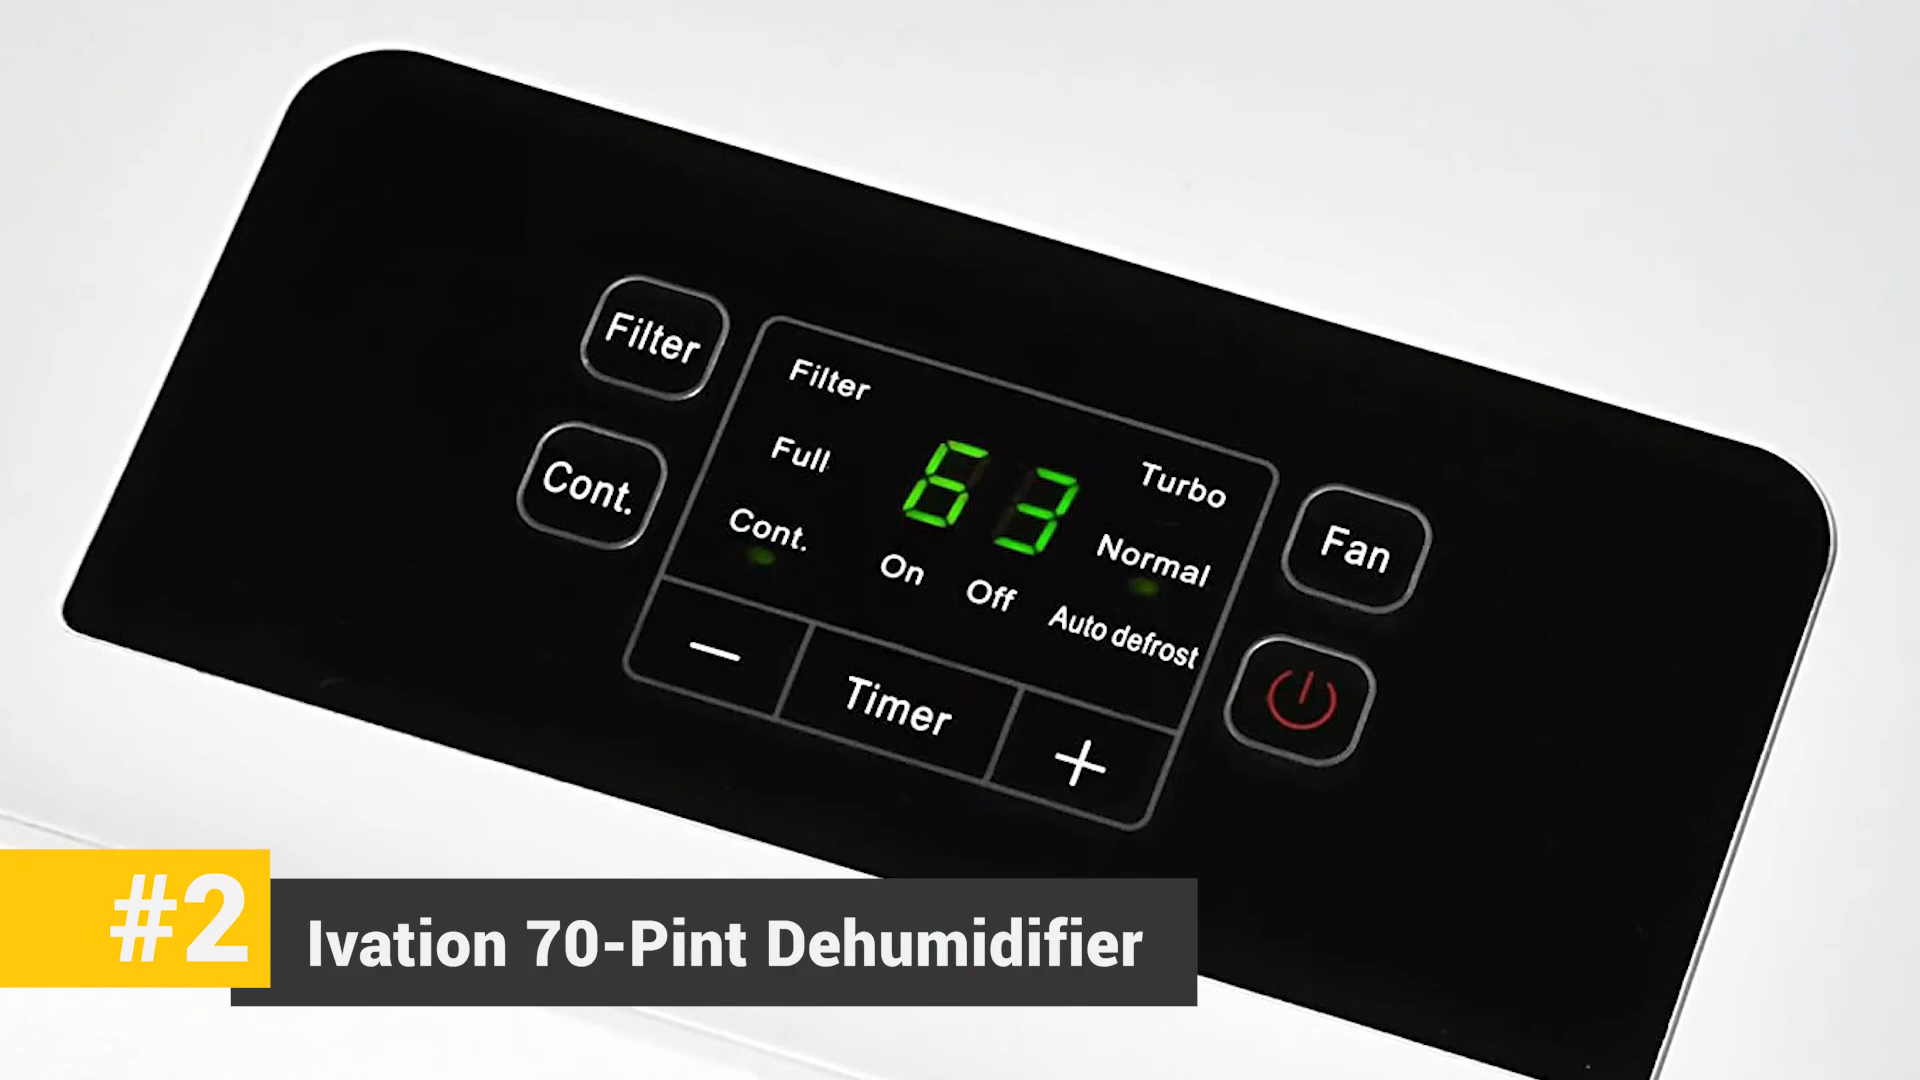 Filter
Cont.
Filter
Full
Cont.
63
On
Off
Turbo
Normal
Auto defrost
Fan
− Timer +
#2
Ivation 70-Pint Dehumidifier